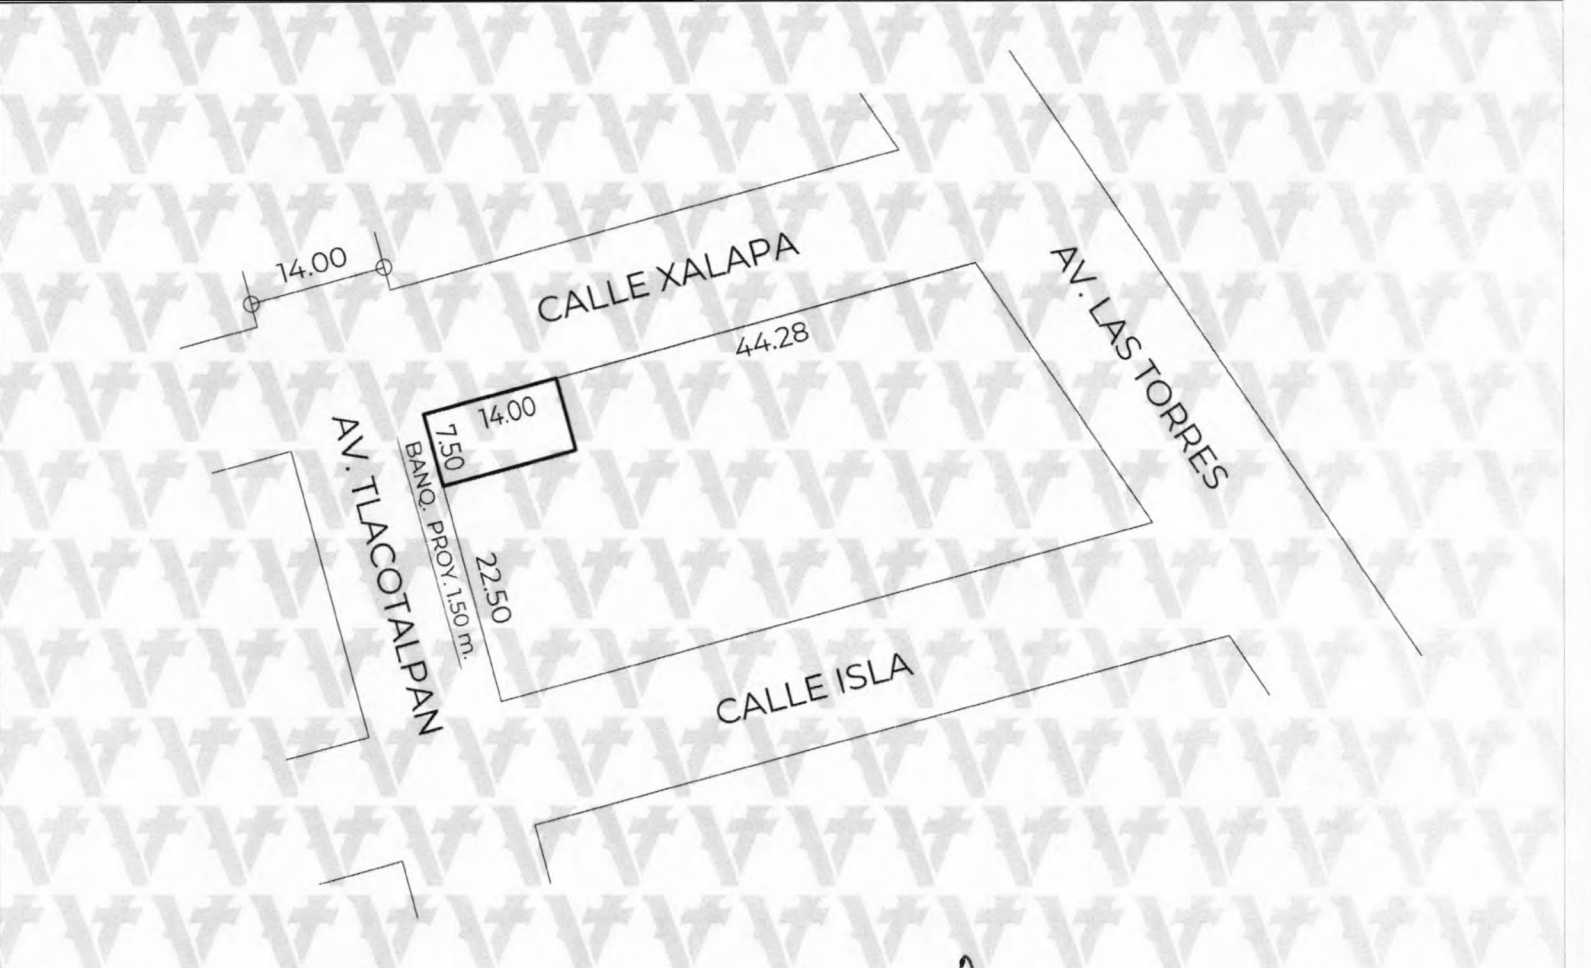 14.00
CALLE XALAPA
AV. LAS TORRES
44.28
14.00
7.50
AV. TLACOTALPAN
BANQ. PROY. 1.50 m.
22.50
CALLE ISLA